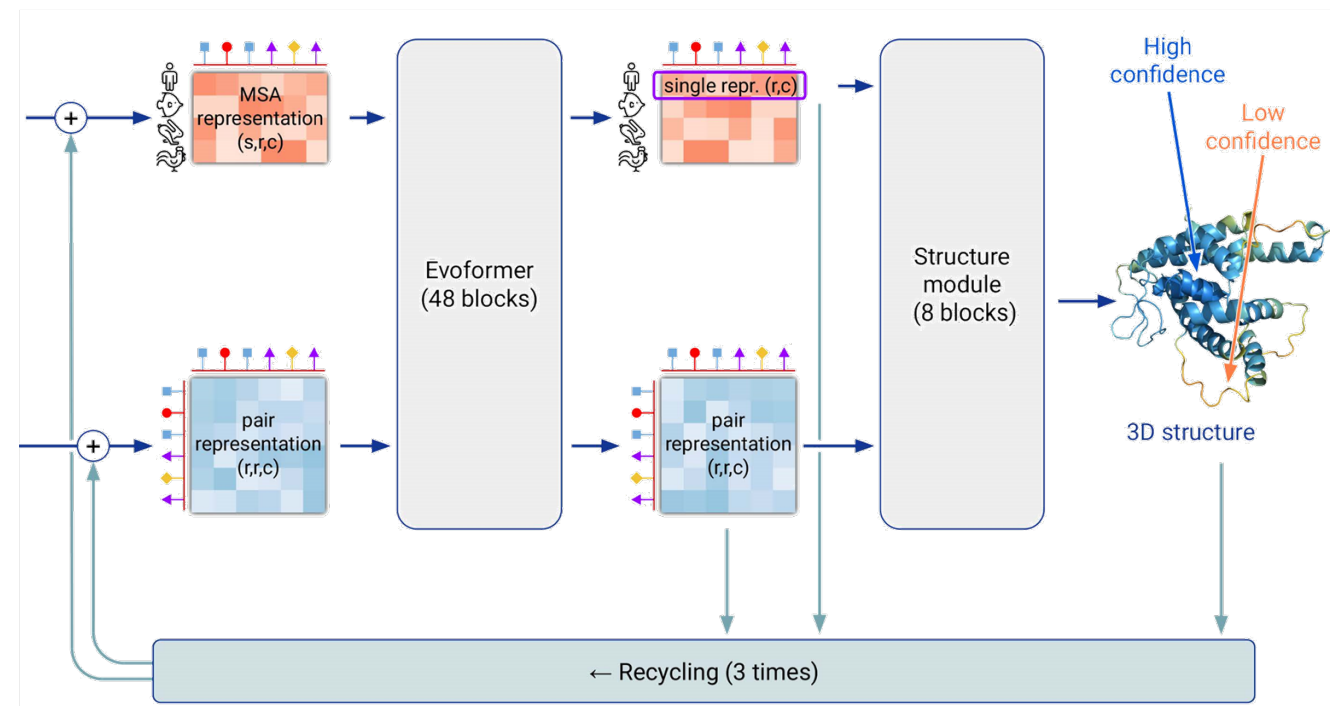 High
confidence
Low
confidence
+
MSA
representation
(s,r,c)
single repr. (r,c)
Evoformer
(48 blocks)
Structure
module
(8 blocks)
+
pair
representation
(r,r,c)
pair
representation
(r,r,c)
3D structure
← Recycling (3 times)